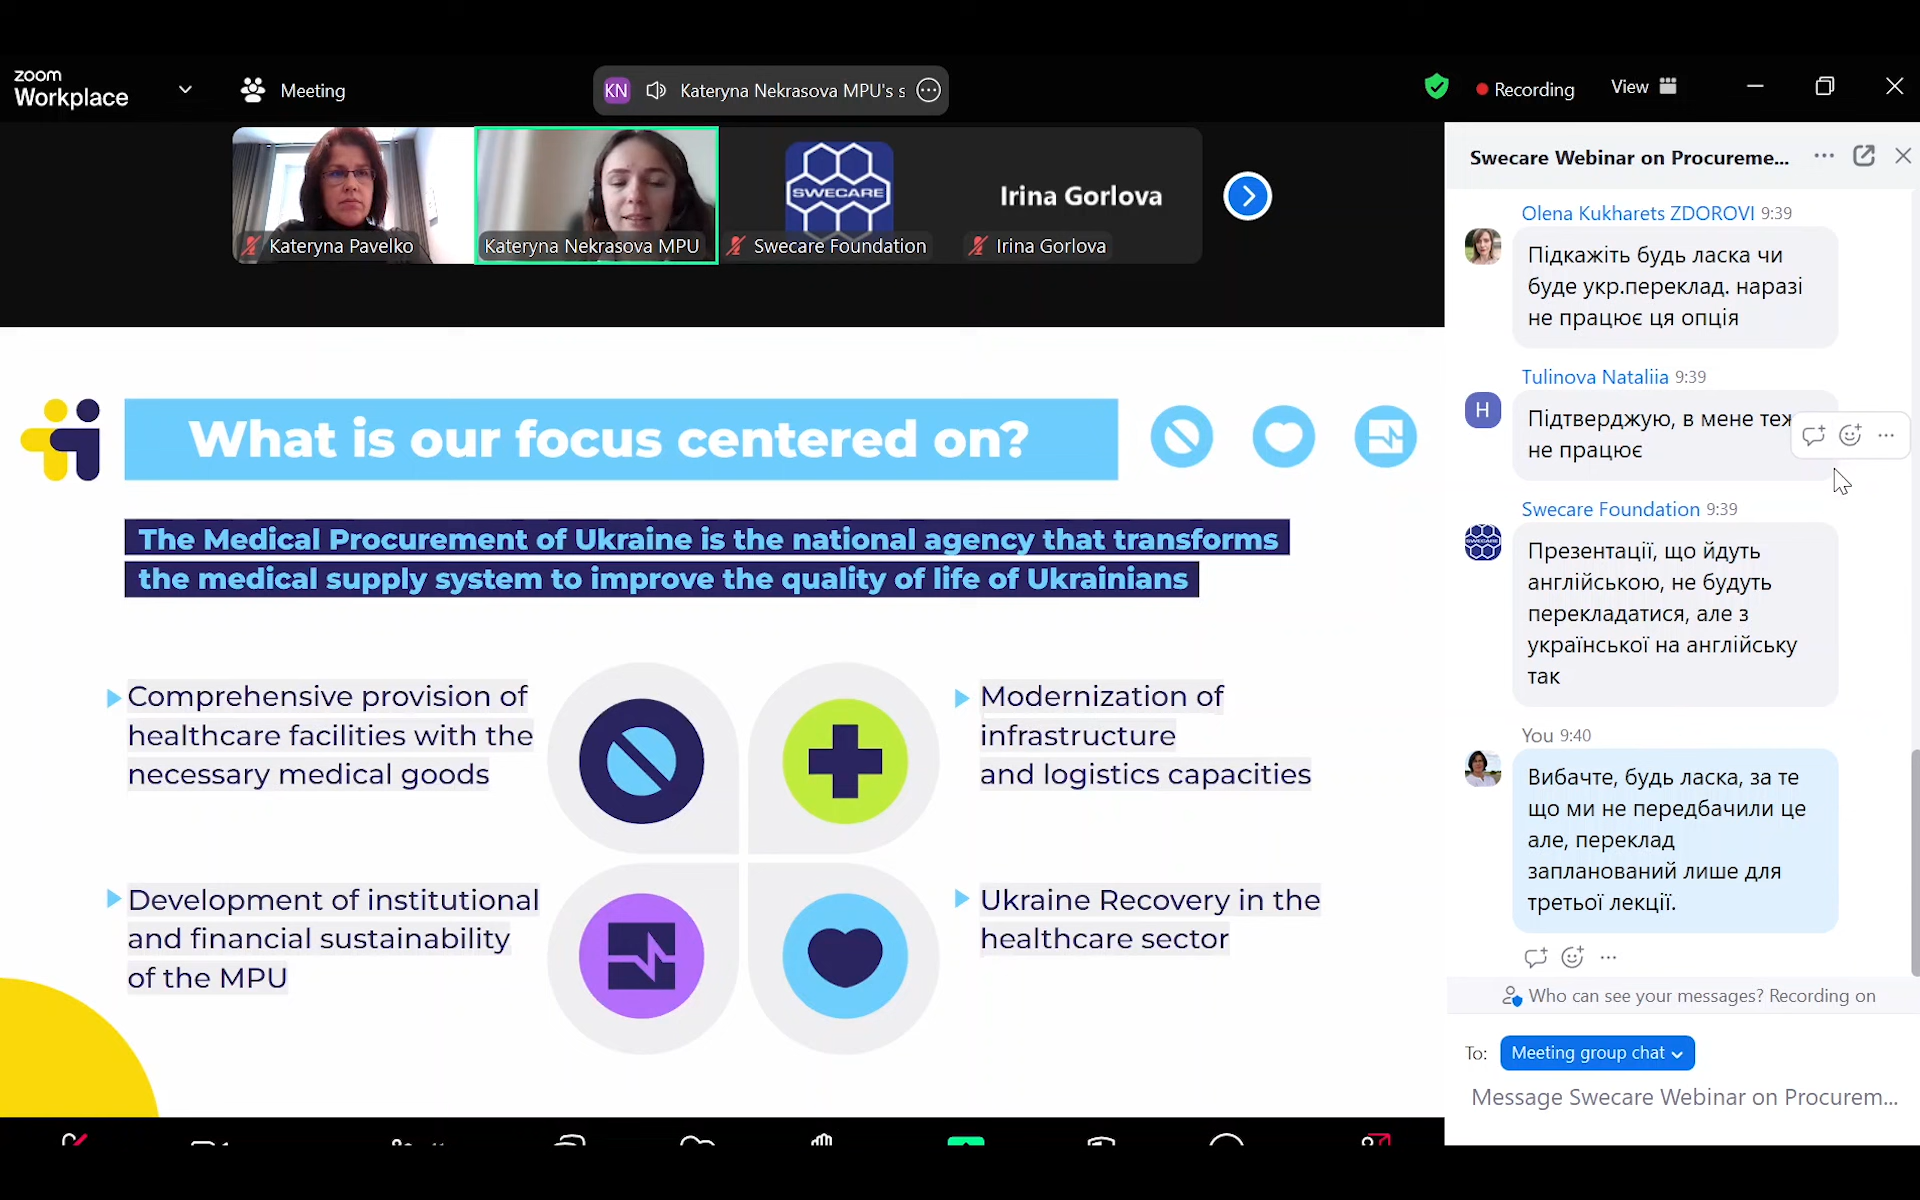 zoom
Workplace
Meeting
KN
Kateryna Nekrasova MPU's s
Recording
View
Kateryna Pavelko
Kateryna Nekrasova MPU
SWECARE
Swecare Foundation
Irina Gorlova
Irina Gorlova
What is our focus centered on?
The Medical Procurement of Ukraine is the national agency that transforms
the medical supply system to improve the quality of life of Ukrainians
Comprehensive provision of
healthcare facilities with the
necessary medical goods
Modernization of
infrastructure
and logistics capacities
Development of institutional
and financial sustainability
of the MPU
Ukraine Recovery in the
healthcare sector
Swecare Webinar on Procureme...
Olena Kukharets ZDOROVI 9:39
Підкажіть будь ласка чи
буде укр.переклад. наразі
не працює ця опція
Tulinova Nataliia 9:39
Н
Підтверджую, в мене теж
не працює
Swecare Foundation 9:39
SWECARE
Презентації, що йдуть
англійською, не будуть
перекладатися, але з
української на англійську
так
You 9:40
Вибачте, будь ласка, за те
що ми не передбачили це
але, переклад
запланований лише для
третьої лекції.
Who can see your messages? Recording on
To:
Meeting group chat
Message Swecare Webinar on Procurem...